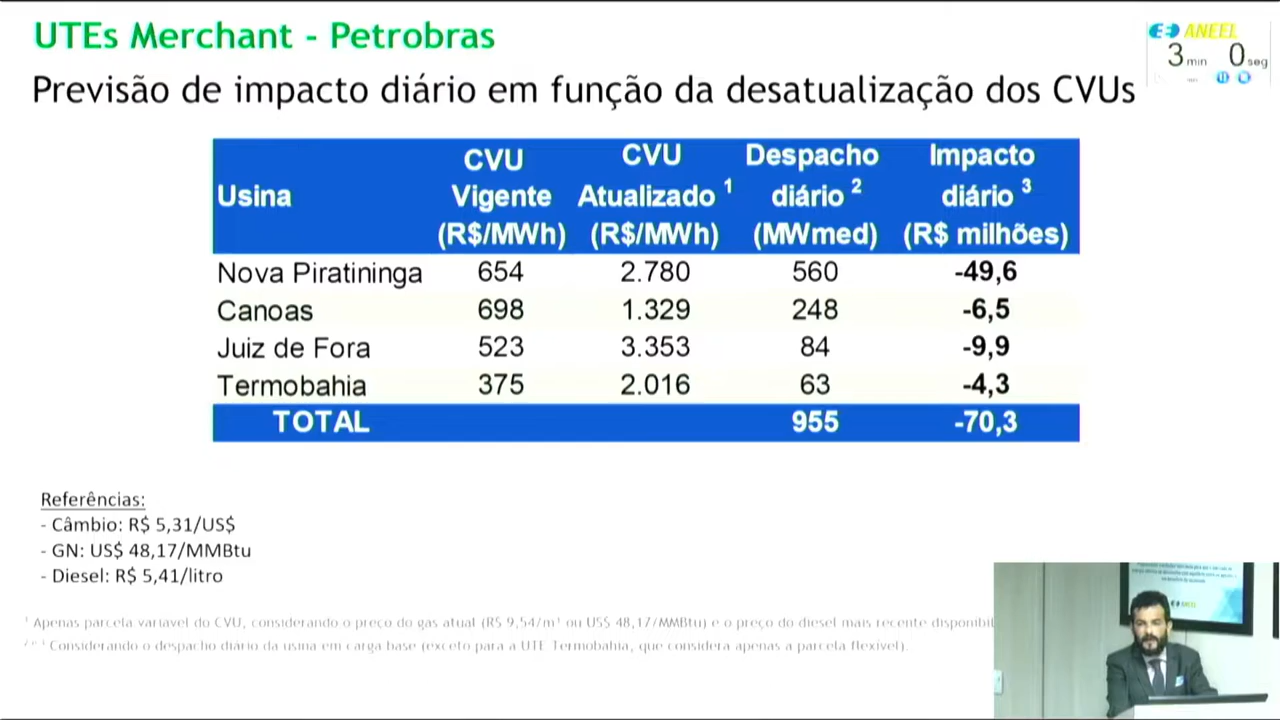 UTEs Merchant - Petrobras
ANEEL
3 min 0 seg
Previsão de impacto diário em função da desatualização dos CVUs
Usina CVU Vigente (R$/MWh) CVU Atualizado ¹ (R$/MWh) Despacho diário ² (MWmed) Impacto diário ³ (R$ milhões)
Nova Piratininga 654 2.780 560 -49,6
Canoas 698 1.329 248 -6,5
Juiz de Fora 523 3.353 84 -9,9
Termobahia 375 2.016 63 -4,3
TOTAL 955 -70,3
Referências:
- Câmbio: R$ 5,31/US$
- GN: US$ 48,17/MMBtu
- Diesel: R$ 5,41/litro
¹ Apenas parcela variável do CVU, considerando o preço do gás atual (R$ 9,54/m³ ou US$ 48,17/MMBtu) e o preço do diesel mais recente disponibil
² ³ Considerando o despacho diário da usina em carga base (exceto para a UTE Termobahia, que considera apenas a parcela flexível).
ANEEL